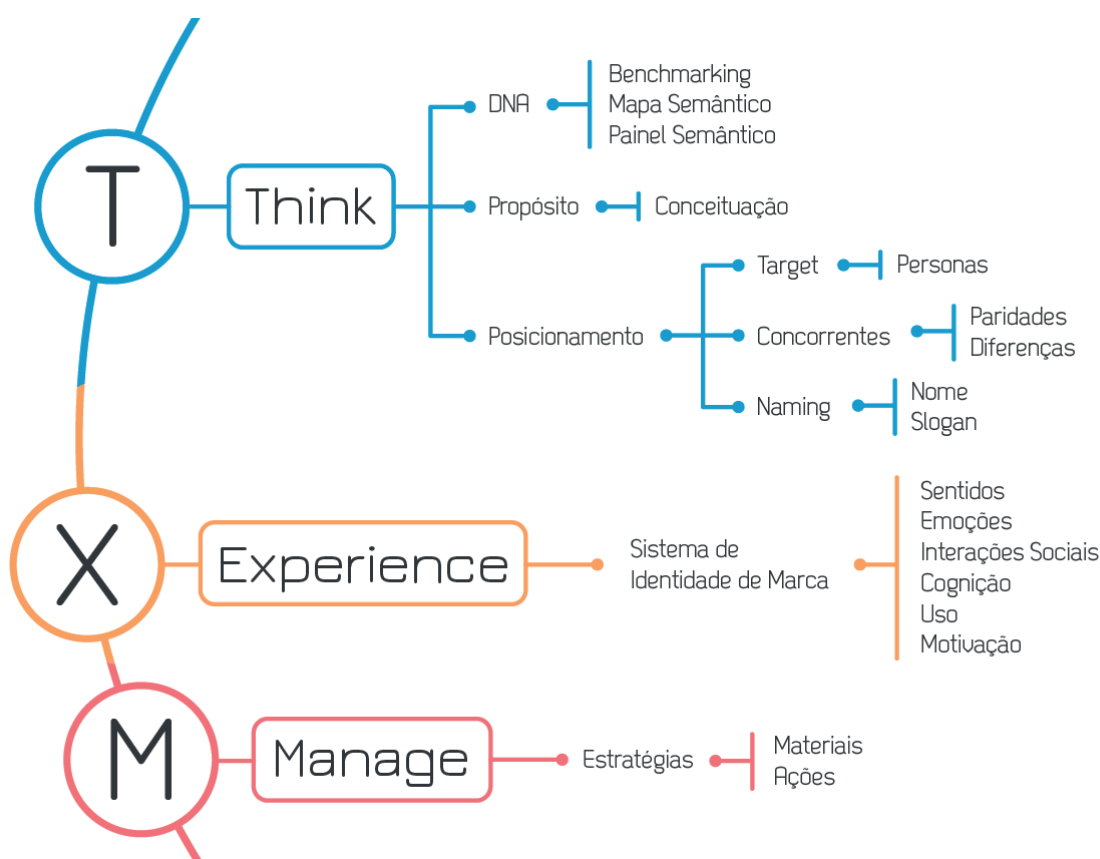 T
Think
DNA
Benchmarking
Mapa Semântico
Painel Semântico
Propósito
Conceituação
Posicionamento
Target
Personas
Concorrentes
Paridades
Diferenças
Naming
Nome
Slogan
X
Experience
Sistema de
Identidade de Marca
Sentidos
Emoções
Interações Sociais
Cognição
Uso
Motivação
M
Manage
Estratégias
Materiais
Ações